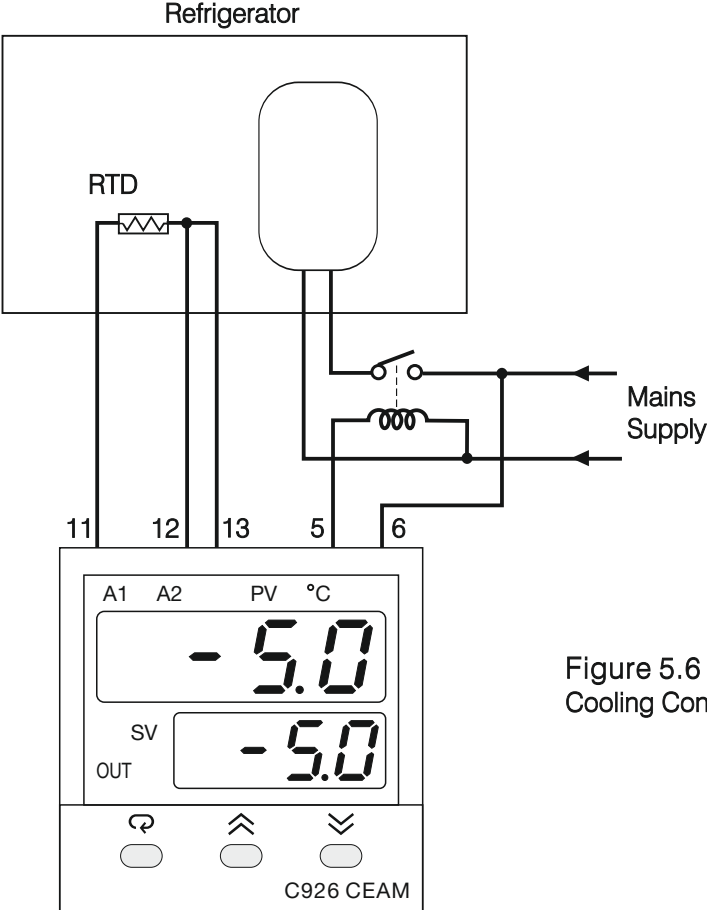 Refrigerator
RTD
Mains
Supply
11 12 13 5 6
A1 A2 PV °C
-5.0
SV
-5.0
OUT
Figure 5.6
Cooling Con
C926 CEAM